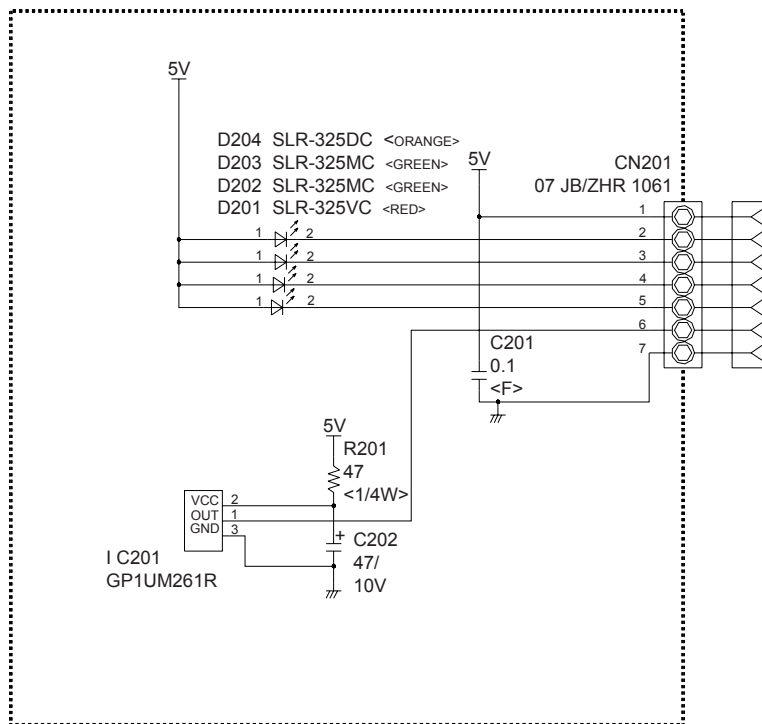 5V
D204 SLR-325DC <ORANGE>
D203 SLR-325MC <GREEN>
D202 SLR-325MC <GREEN>
D201 SLR-325VC <RED>
5V
CN201
07 JB/ZHR 1061
1
1 2 2
1 2 3
1 2 4
1 2 5
6
7
C201
0.1
<F>
5V
R201
47
<1/4W>
VCC 2
OUT 1
GND 3
I C201
GP1UM261R
+ C202
47/
10V